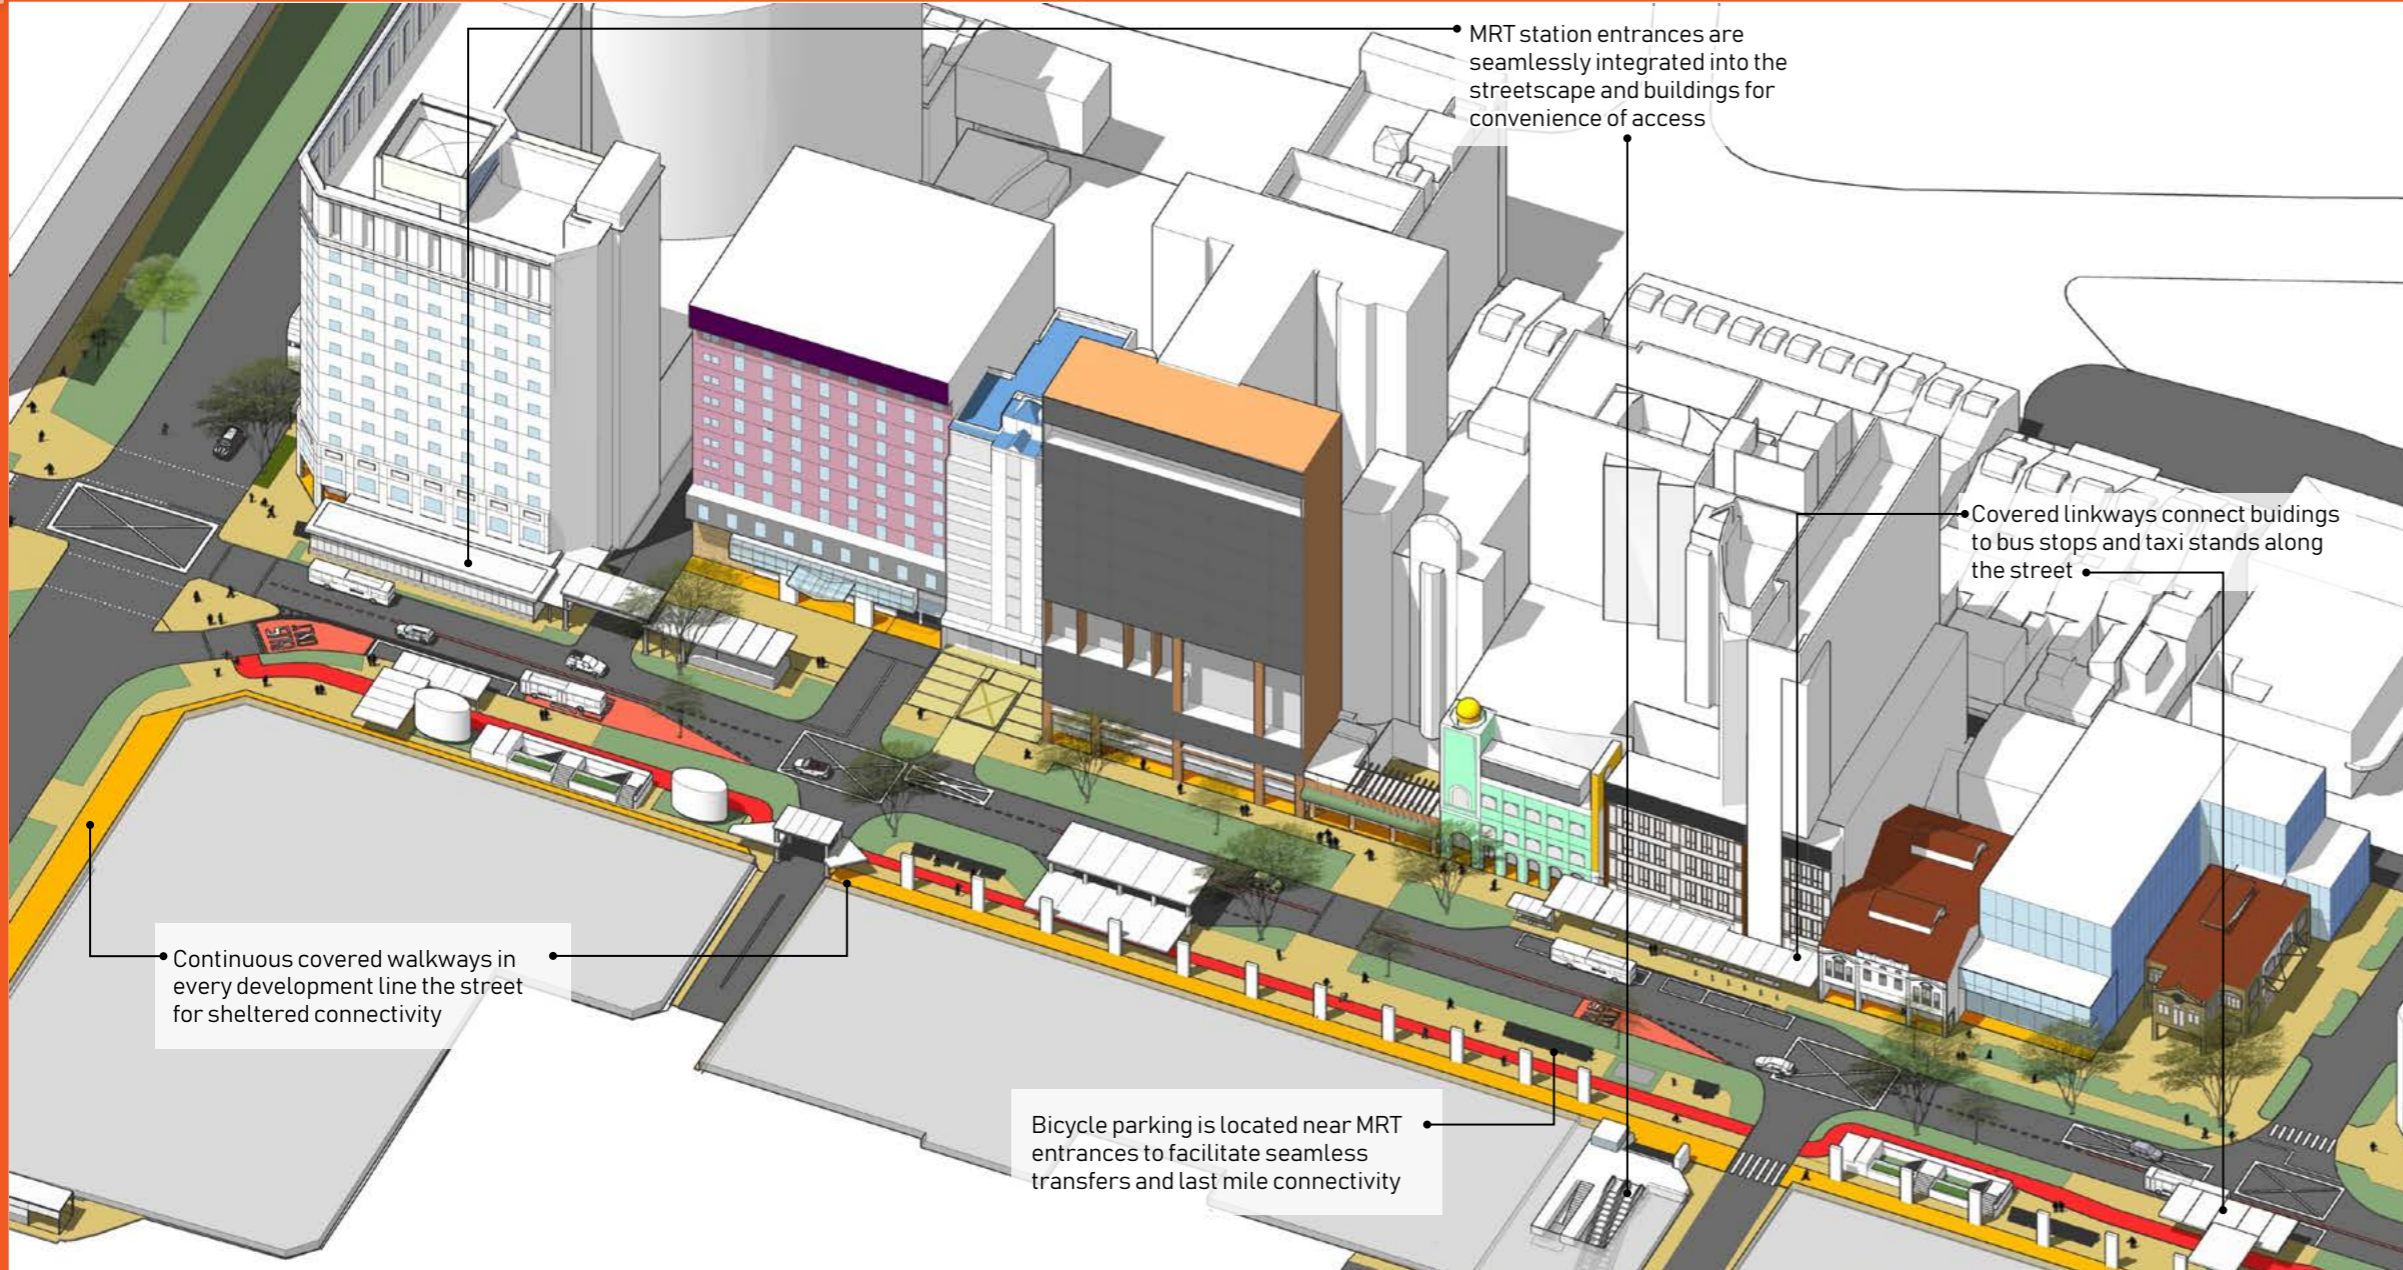 MRT station entrances are
seamlessly integrated into the
streetscape and buildings for
convenience of access
Covered linkways connect buidings
to bus stops and taxi stands along
the street
Continuous covered walkways in
every development line the street
for sheltered connectivity
Bicycle parking is located near MRT
entrances to facilitate seamless
transfers and last mile connectivity